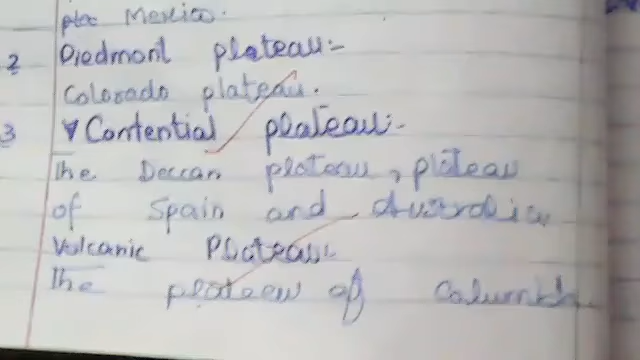 Mexico.
2 Piedmont plateau:-
Colorado plateau.
3 Contential plateau:-
The Deccan plateau, plateau
of Spain and Australia
Volcanic Plateau:
The plateau of